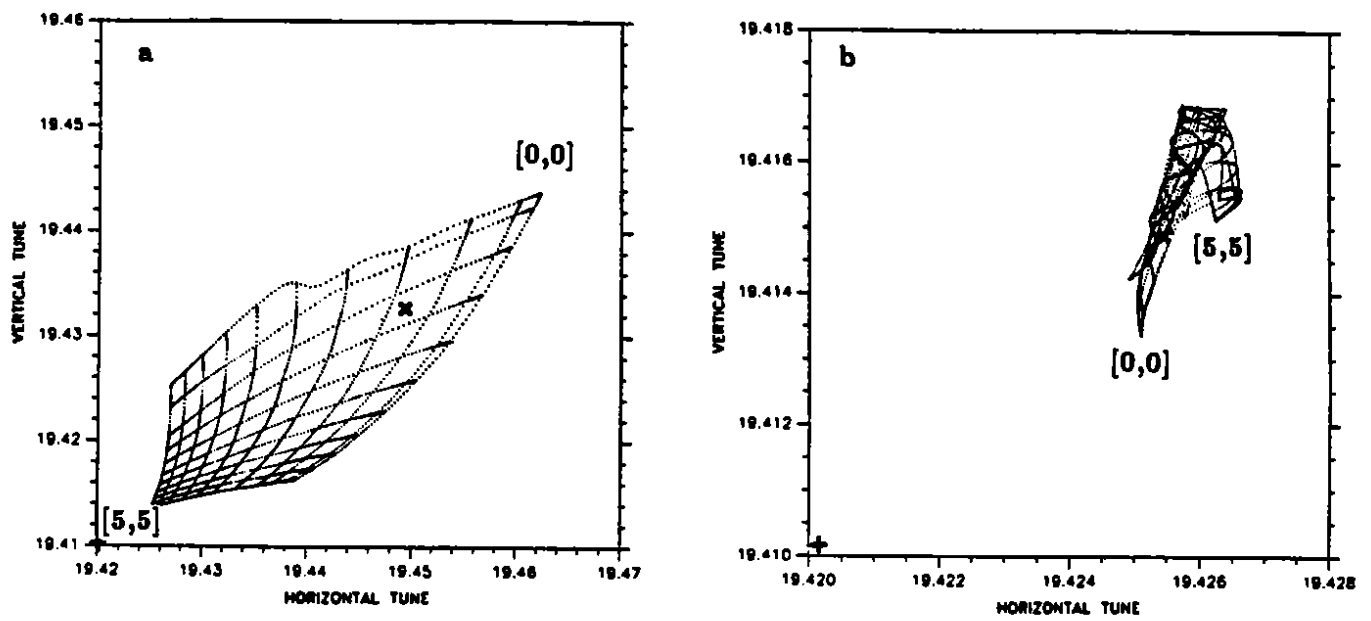 a
19.46
19.45
19.44
19.43
19.42
19.41
VERTICAL TUNE
[0,0]
[5,5]
19.42 19.43 19.44 19.45 19.46 19.47
HORIZONTAL TUNE
b
19.418
19.416
19.414
19.412
19.410
VERTICAL TUNE
[5,5]
[0,0]
19.420 19.422 19.424 19.426 19.428
HORIZONTAL TUNE